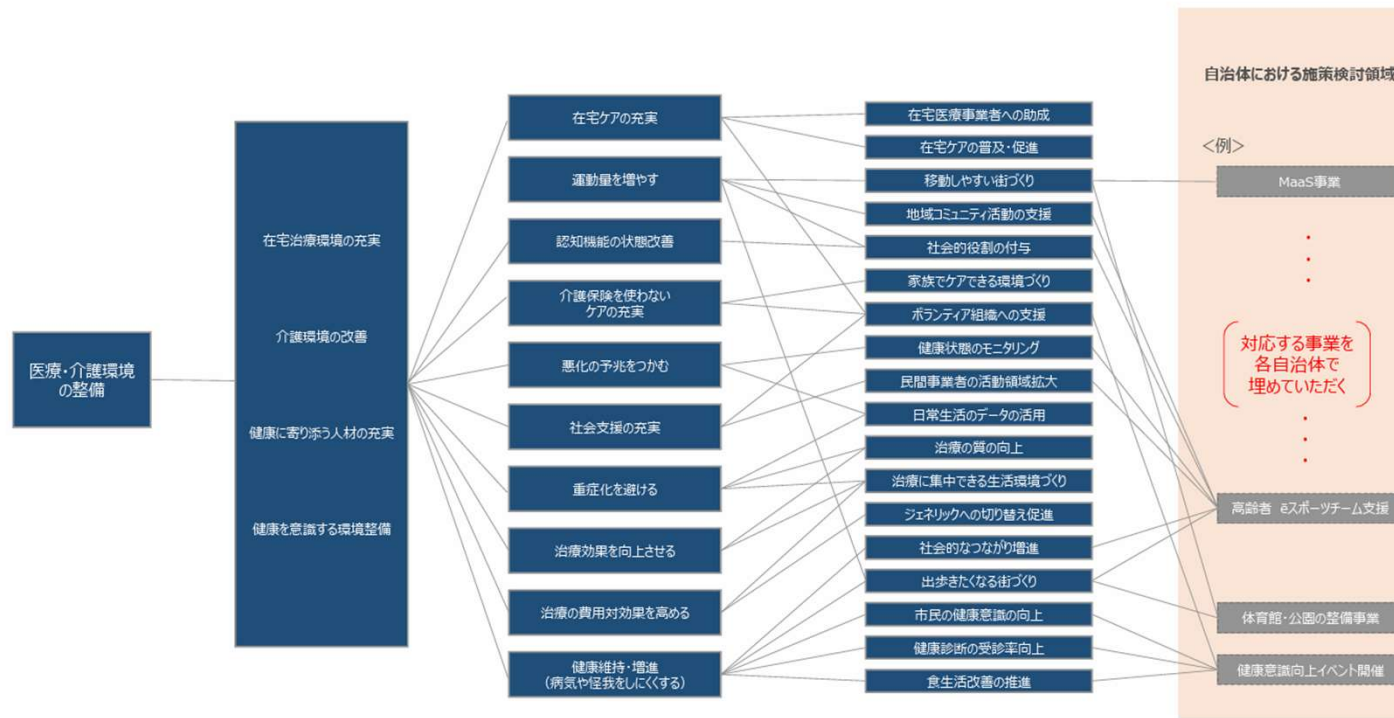 自治体における施策検討領域
<例>
医療・介護環境
の整備
在宅治療環境の充実
介護環境の改善
健康に寄り添う人材の充実
健康を意識する環境整備
在宅ケアの充実
運動量を増やす
認知機能の状態改善
介護保険を使わない
ケアの充実
悪化の予兆をつかむ
社会支援の充実
重症化を避ける
治療効果を向上させる
治療の費用対効果を高める
健康維持・増進
(病気や怪我をしにくくする)
在宅医療事業者への助成
在宅ケアの普及・促進
移動しやすい街づくり
地域コミュニティ活動の支援
社会的役割の付与
家族でケアできる環境づくり
ボランティア組織への支援
健康状態のモニタリング
民間事業者の活動領域拡大
日常生活のデータの活用
治療の質の向上
治療に集中できる生活環境づくり
ジェネリックへの切り替え促進
社会的なつながり増進
出歩きたくなる街づくり
市民の健康意識の向上
健康診断の受診率向上
食生活改善の推進
MaaS事業
対応する事業を
各自治体で
埋めていただく
高齢者 eスポーツチーム支援
体育館・公園の整備事業
健康意識向上イベント開催